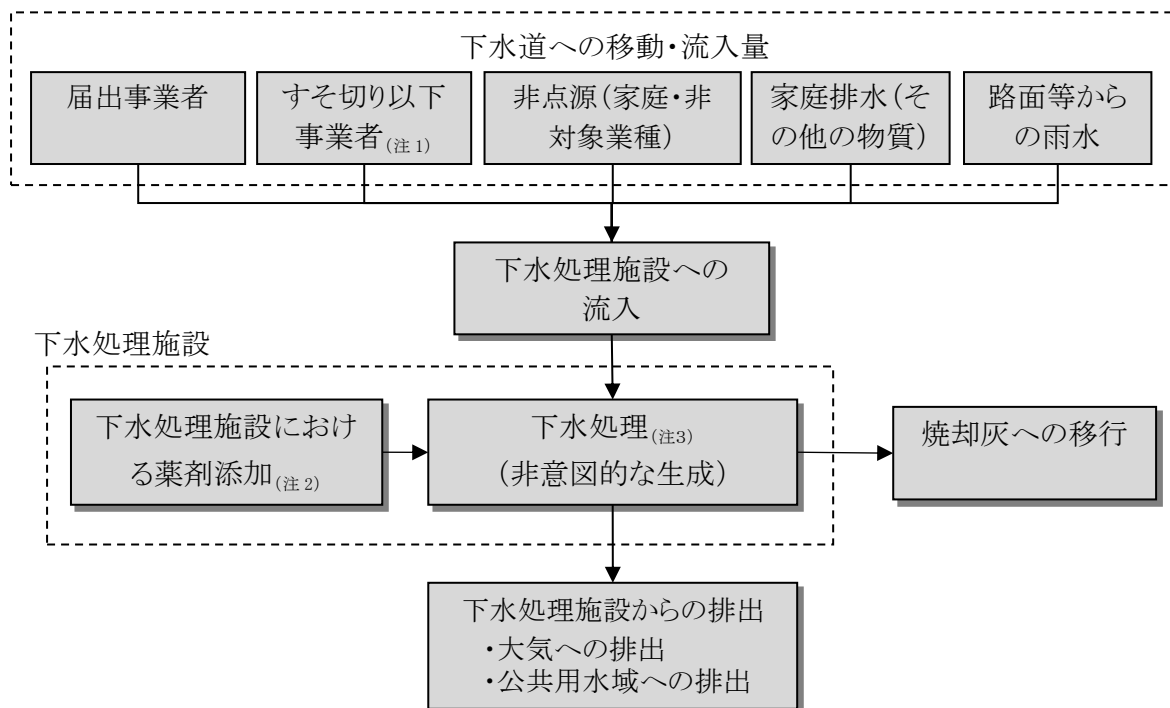 下水道への移動・流入量
届出事業者
すそ切り以下
事業者(注1)
非点源(家庭・非
対象業種)
家庭排水(そ
の他の物質)
路面等から
の雨水
下水処理施設への
流入
下水処理施設
下水処理施設におけ
る薬剤添加(注2)
下水処理(注3)
(非意図的な生成)
焼却灰への移行
下水処理施設からの排出
・大気への排出
・公共用水域への排出